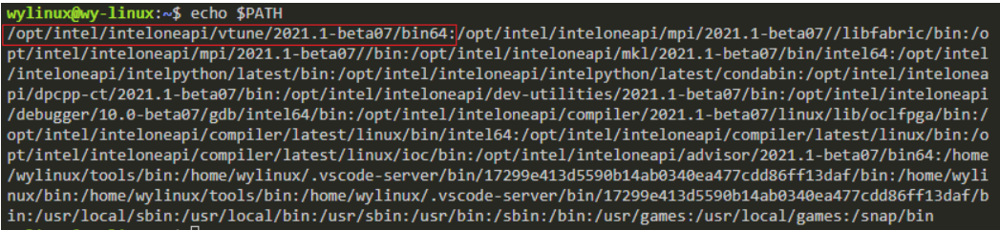 wylinux@wy-linux:~$ echo $PATH
/opt/intel/inteloneapi/vtune/2021.1-beta07/bin64:/opt/intel/inteloneapi/mpi/2021.1-beta07//libfabric/bin:/o
pt/intel/inteloneapi/mpi/2021.1-beta07//bin:/opt/intel/inteloneapi/mkl/2021.1-beta07/bin/intel64:/opt/intel
/inteloneapi/intelpython/latest/bin:/opt/intel/inteloneapi/intelpython/latest/condabin:/opt/intel/intelonea
pi/dpcpp-ct/2021.1-beta07/bin:/opt/intel/inteloneapi/dev-utilities/2021.1-beta07/bin:/opt/intel/inteloneapi
/debugger/10.0-beta07/gdb/intel64/bin:/opt/intel/inteloneapi/compiler/2021.1-beta07/linux/lib/oclfpga/bin:/
opt/intel/inteloneapi/compiler/latest/linux/bin/intel64:/opt/intel/inteloneapi/compiler/latest/linux/bin:/o
pt/intel/inteloneapi/compiler/latest/linux/ioc/bin:/opt/intel/inteloneapi/advisor/2021.1-beta07/bin64:/home
/wylinux/tools/bin:/home/wylinux/.vscode-server/bin/17299e413d5590b14ab0340ea477cdd86ff13daf/bin:/home/wyli
nux/bin:/home/wylinux/tools/bin:/home/wylinux/.vscode-server/bin/17299e413d5590b14ab0340ea477cdd86ff13daf/b
in:/usr/local/sbin:/usr/local/bin:/usr/sbin:/usr/bin:/sbin:/bin:/usr/games:/usr/local/games:/snap/bin